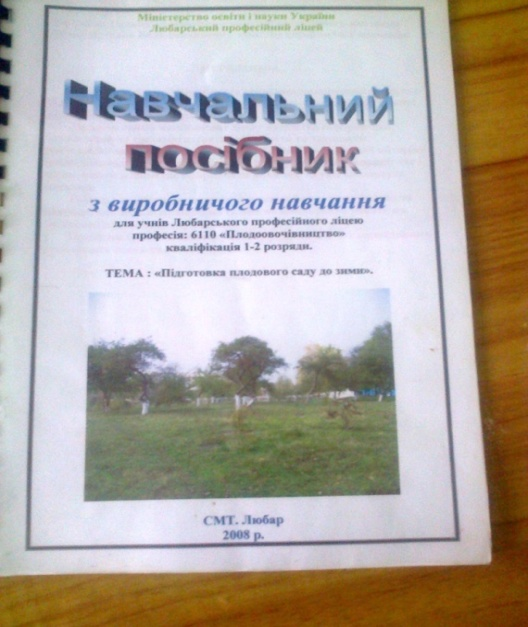 Міністерство освіти і науки України
Любарський професійний ліцей
Навчальний
посібник
з виробничого навчання
для учнів Любарського професійного ліцею
професія: 6110 «Плодоовочівництво»
кваліфікація 1-2 розряди.
ТЕМА : «Підготовка плодового саду до зими».
СМТ. Любар
2008 р.